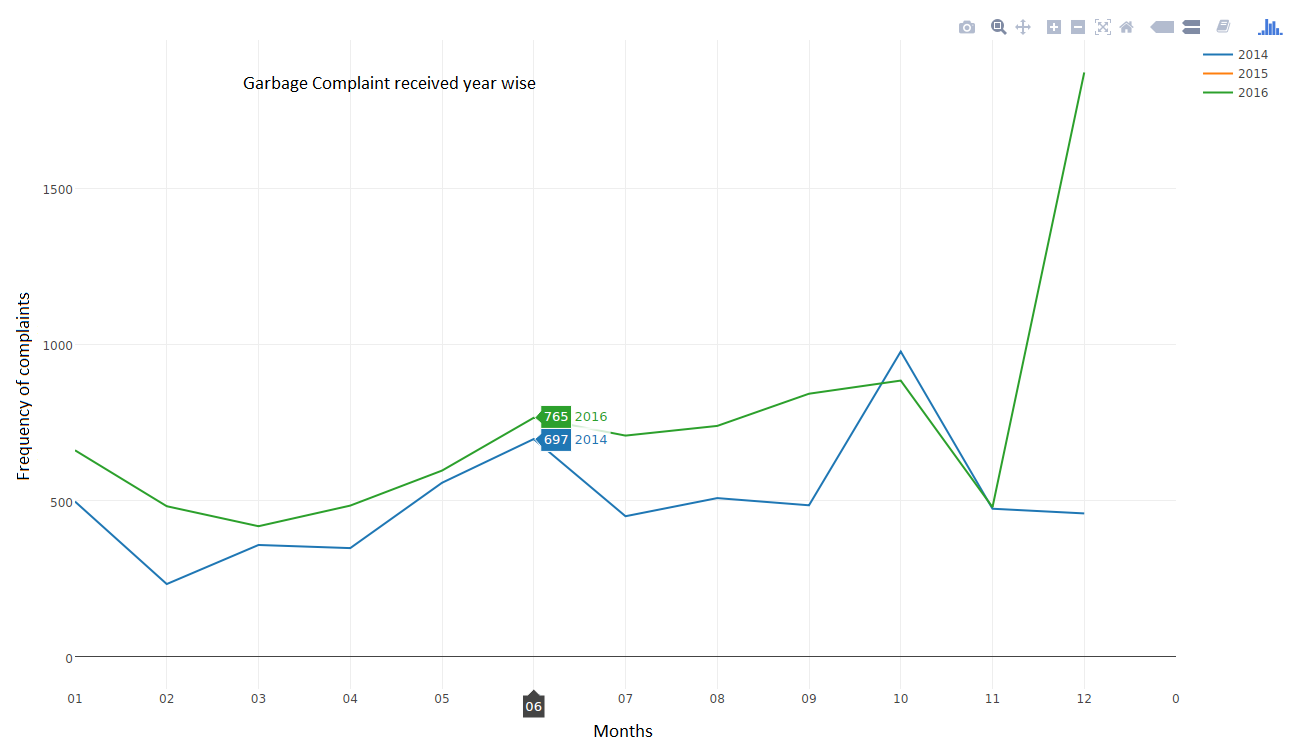 2014
2015
2016
Garbage Complaint received year wise
1500
1000
500
0
Frequency of complaints
765 2016
697 2014
01 02 03 04 05 06 07 08 09 10 11 12 0
Months